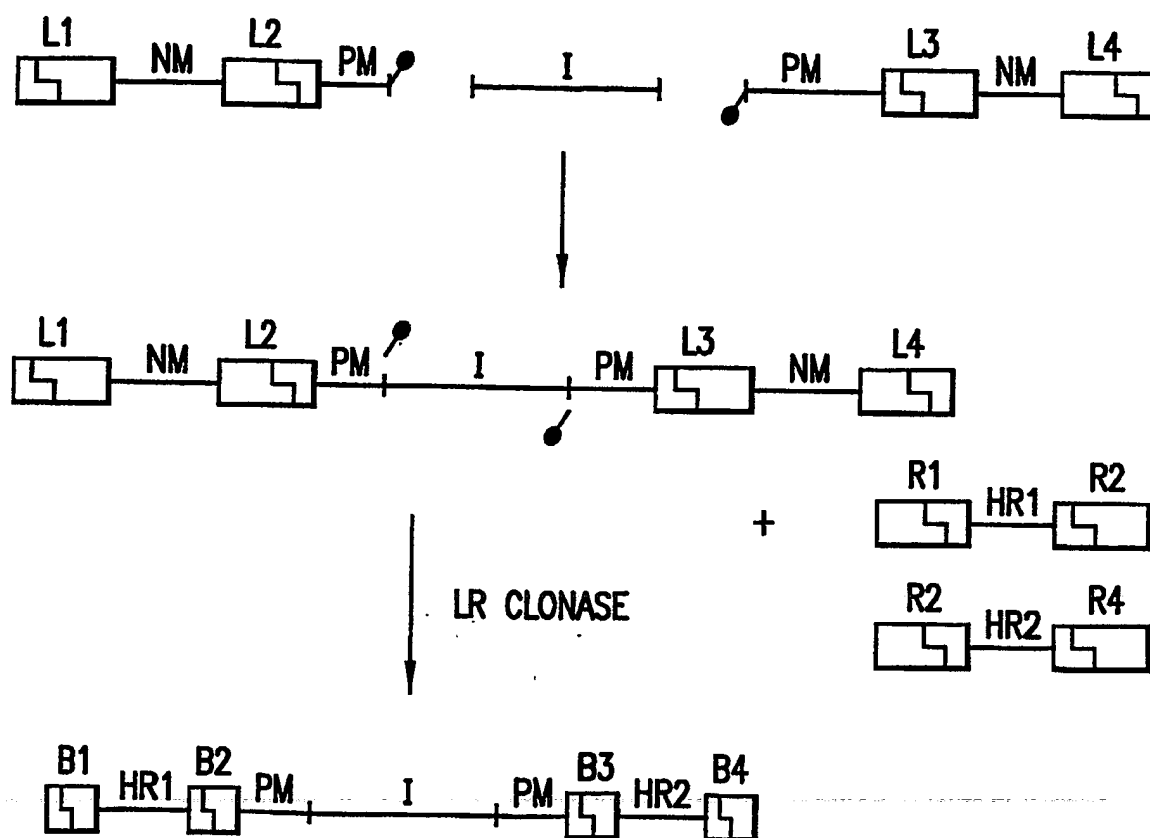 L1 NM L2 PM I PM L3 NM L4
L1 NM L2 PM I PM L3 NM L4
+ R1 HR1 R2
R2 HR2 R4
LR CLONASE
B1 HR1 B2 PM I PM B3 HR2 B4